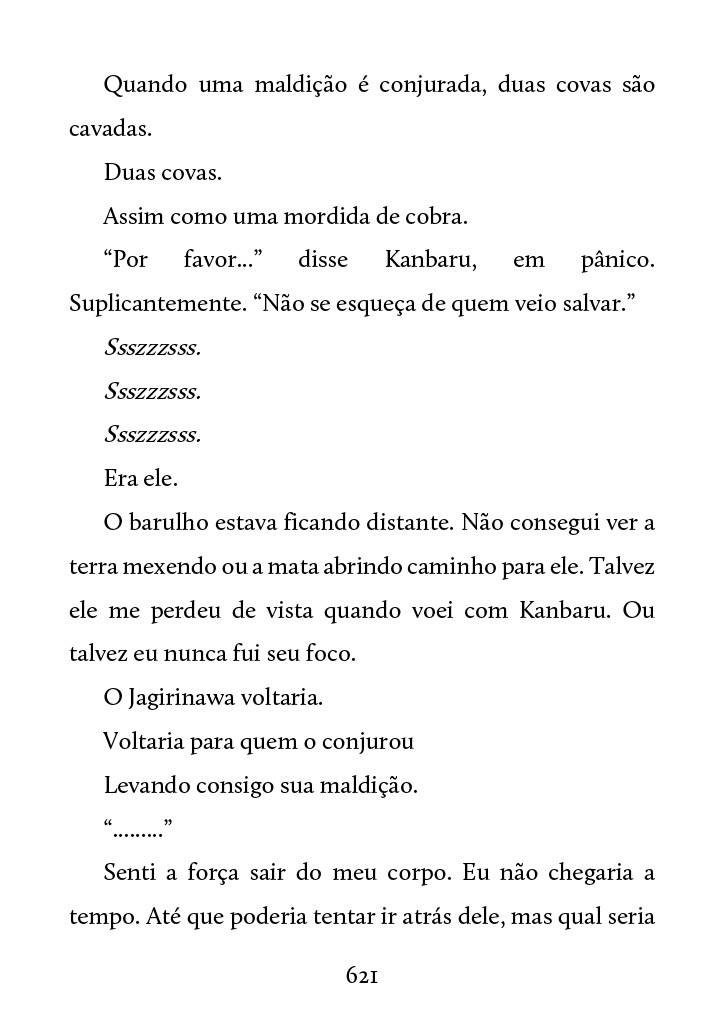 Quando uma maldição é conjurada, duas covas são
cavadas.
Duas covas.
Assim como uma mordida de cobra.
“Por favor...” disse Kanbaru, em pânico.
Suplicantemente. “Não se esqueça de quem veio salvar.”
Ssszzzsss.
Ssszzzsss.
Ssszzzsss.
Era ele.
O barulho estava ficando distante. Não consegui ver a
terra mexendo ou a mata abrindo caminho para ele. Talvez
ele me perdeu de vista quando voei com Kanbaru. Ou
talvez eu nunca fui seu foco.
O Jagirinawa voltaria.
Voltaria para quem o conjurou
Levando consigo sua maldição.
“.........”
Senti a força sair do meu corpo. Eu não chegaria a
tempo. Até que poderia tentar ir atrás dele, mas qual seria
621